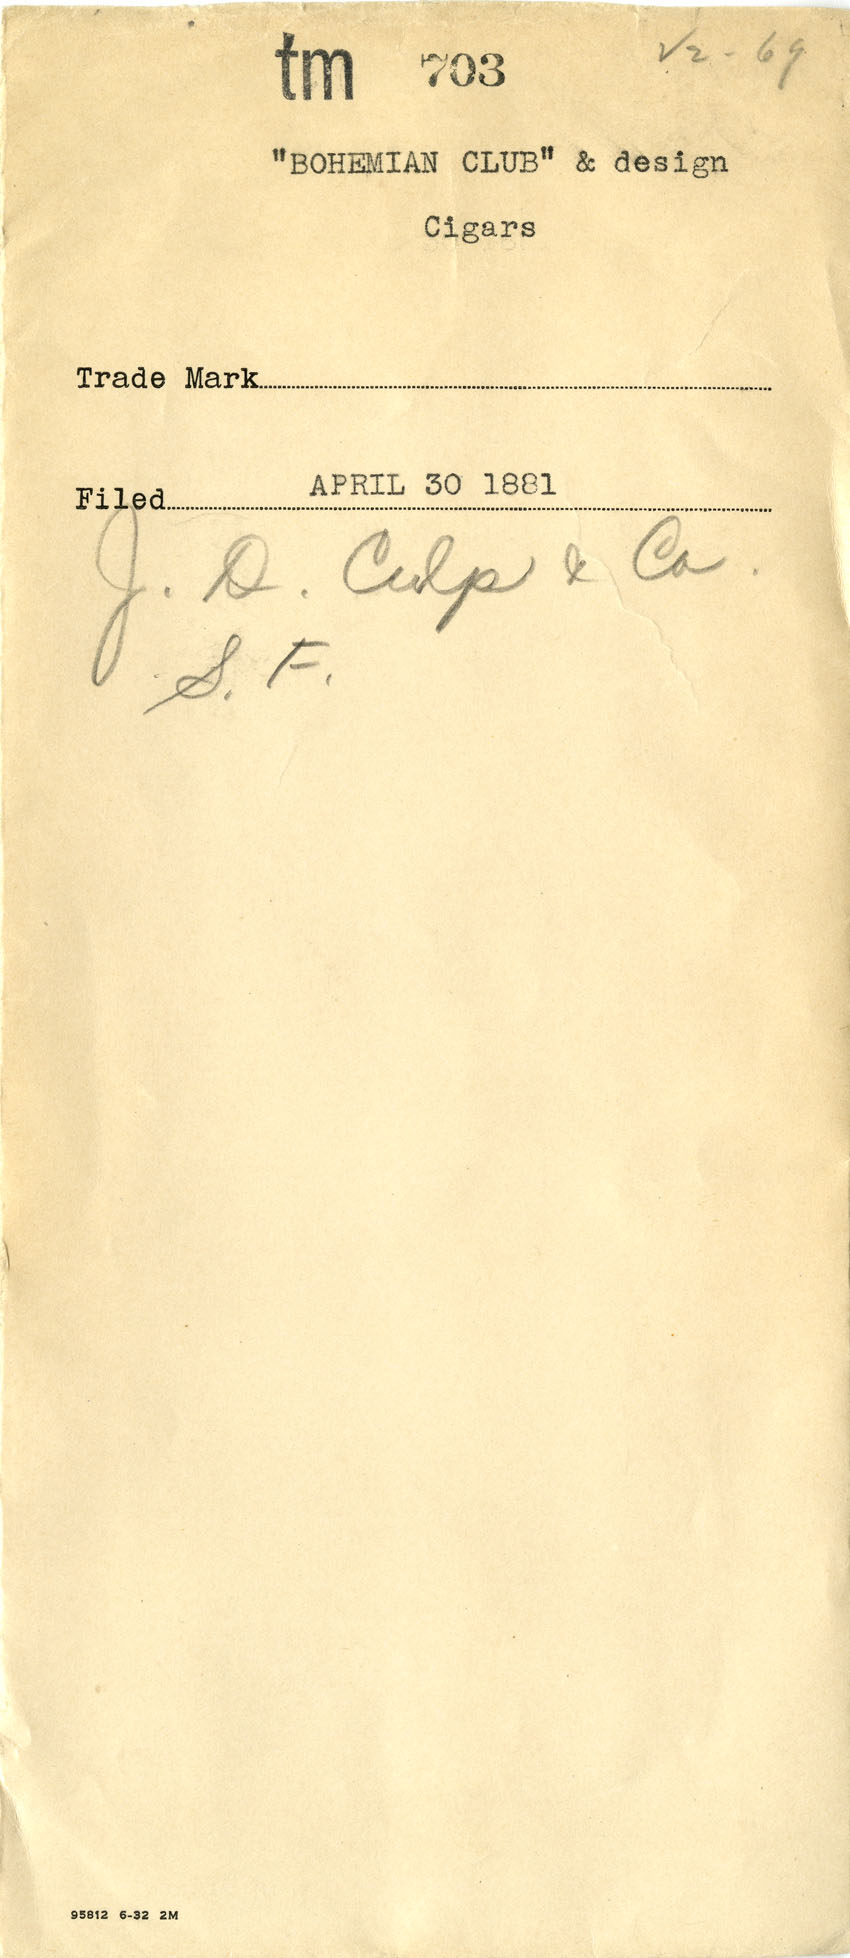 tm 703 V2-69
"BOHEMIAN CLUB" & design
Cigars
Trade Mark
Filed APRIL 30 1881
J. D. Culp & Co.
S. F.
95812 6-32 2M